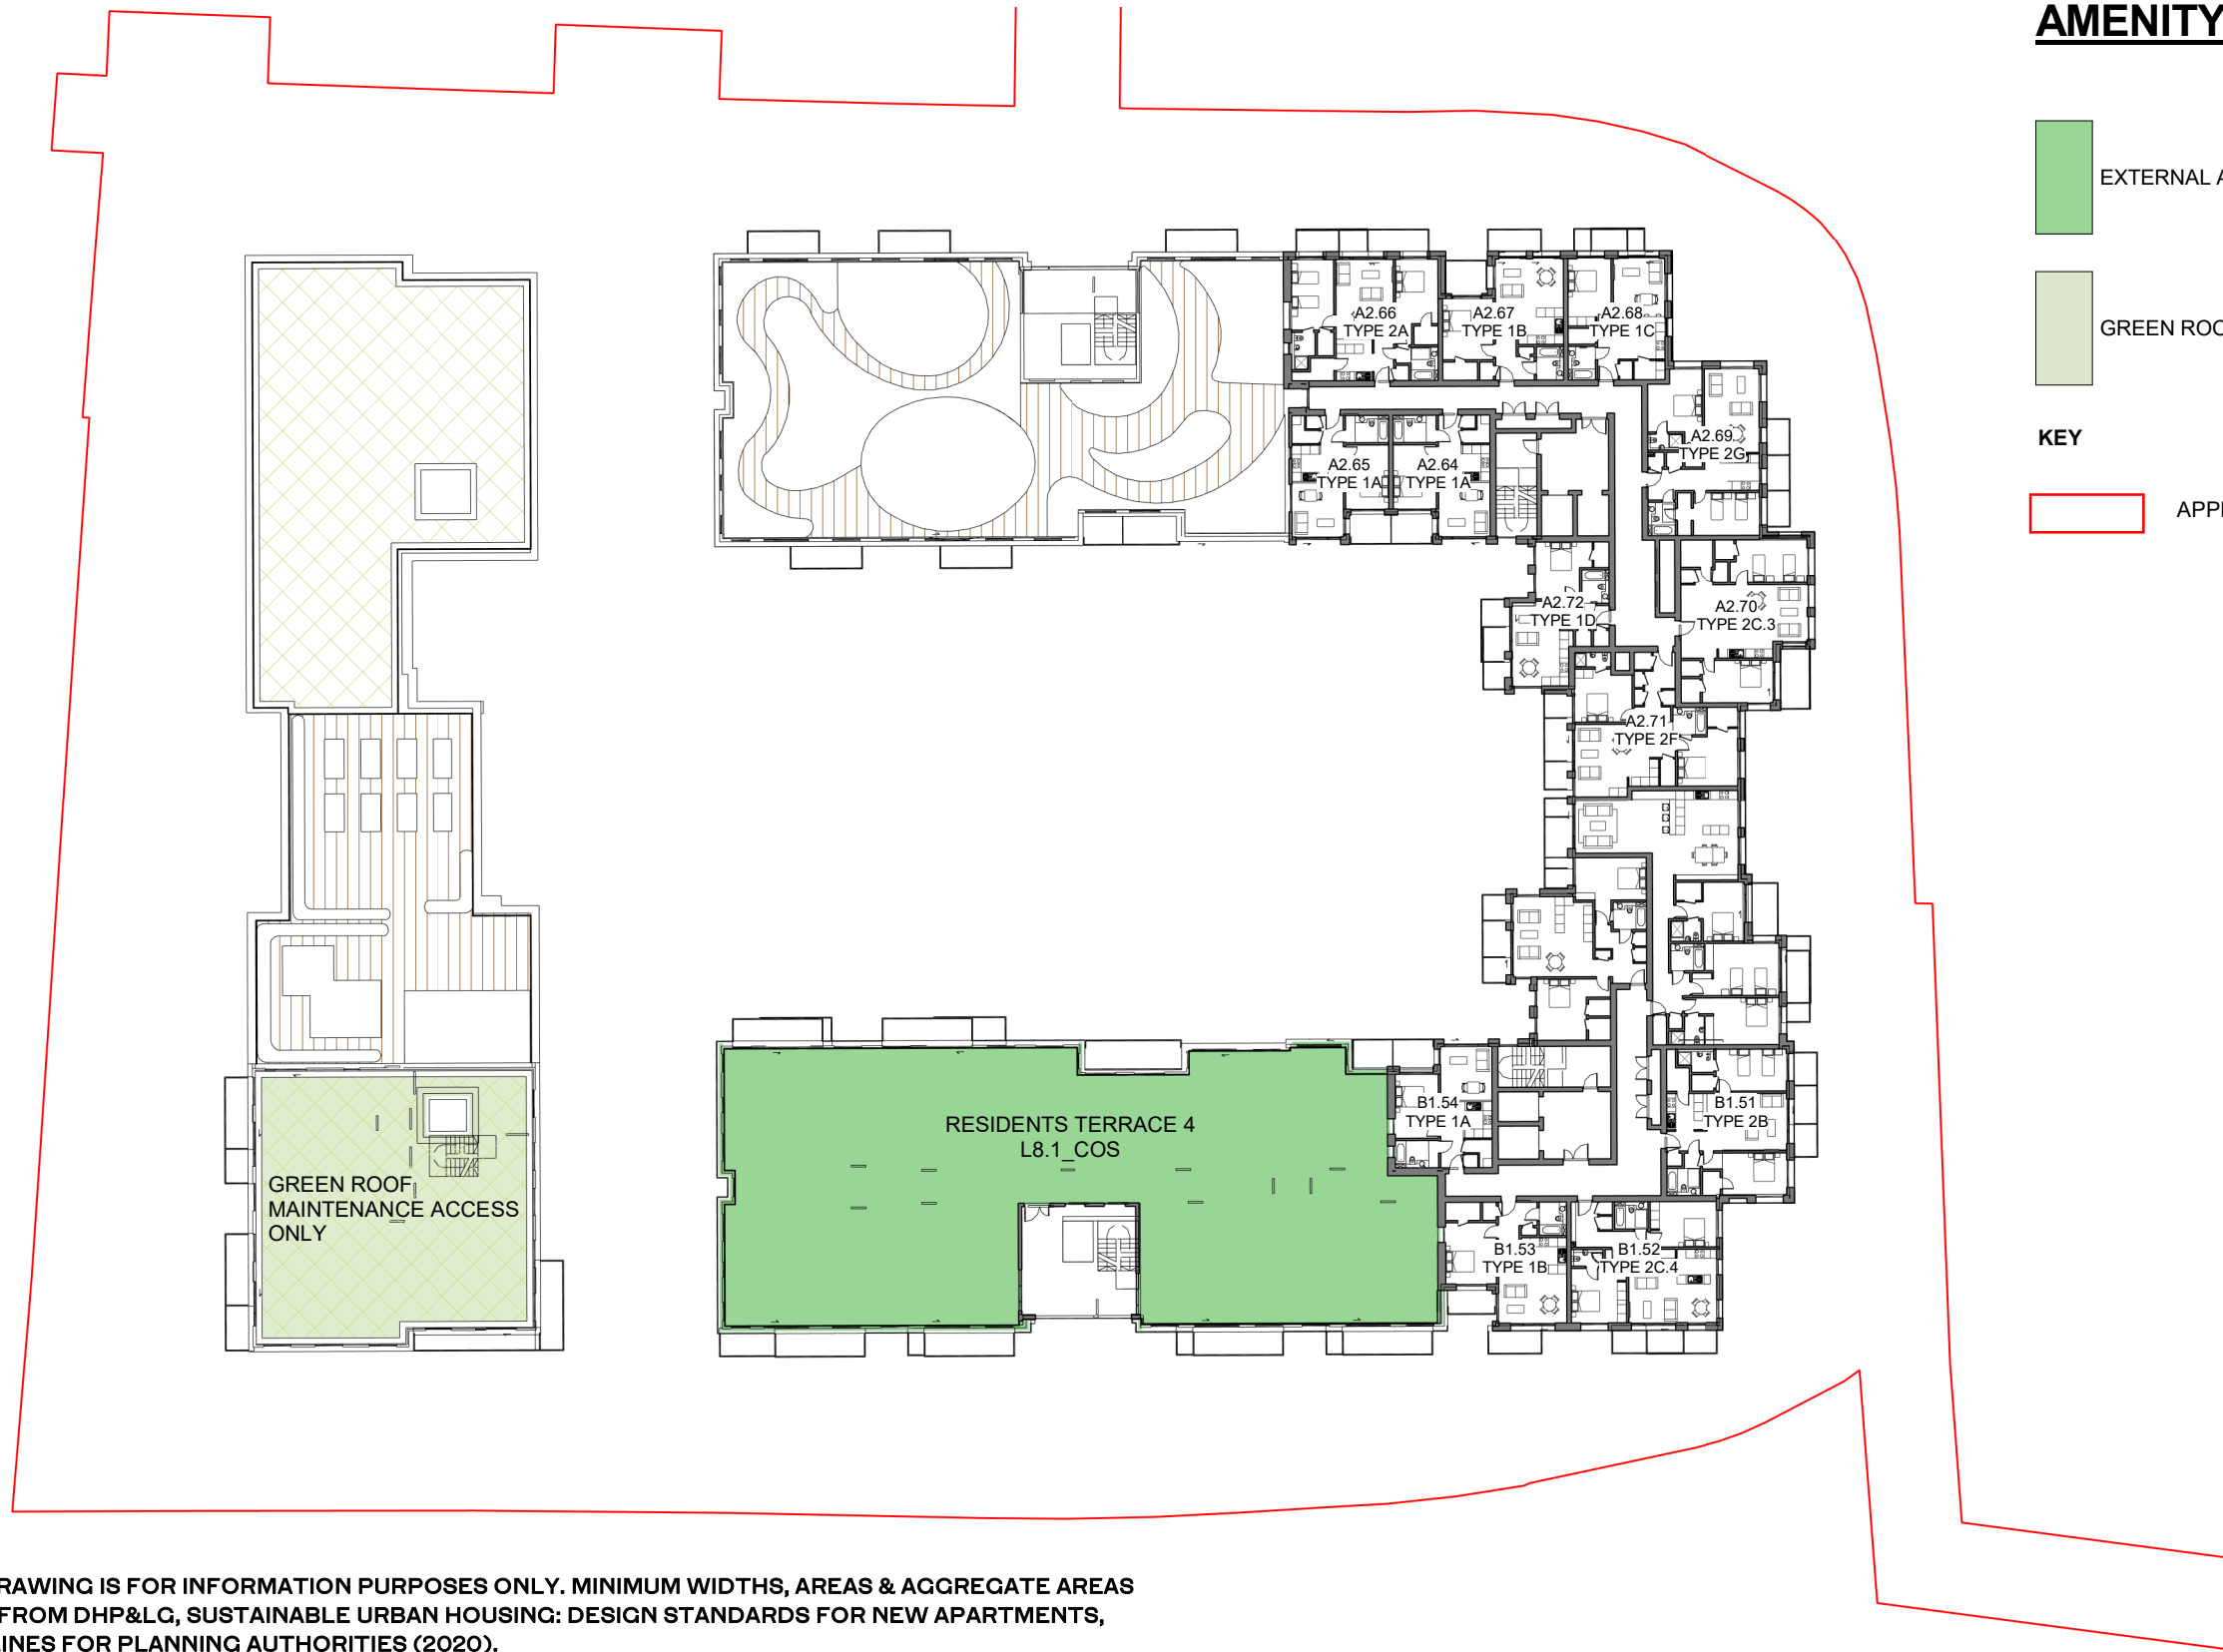 AMENITY
EXTERNAL
GREEN
KEY
A2.66
TYPE 2A
A2.67
TYPE 1B
A2.68
TYPE 1C
A2.69
TYPE 2G
A2.65
TYPE 1A
A2.64
TYPE 1A
A2.72
TYPE 1D
A2.70
TYPE 2C.3
A2.71
TYPE 2F
RESIDENTS TERRACE 4
L8.1_COS
B1.54
TYPE 1A
B1.51
TYPE 2B
GREEN ROOF
MAINTENANCE ACCESS
ONLY
B1.53
TYPE 1B
B1.52
TYPE 2C.4
RAWING IS FOR INFORMATION PURPOSES ONLY. MINIMUM WIDTHS, AREAS & AGGREGATE AREAS
FROM DHP&LG, SUSTAINABLE URBAN HOUSING: DESIGN STANDARDS FOR NEW APARTMENTS,
INES FOR PLANNING AUTHORITIES (2020).